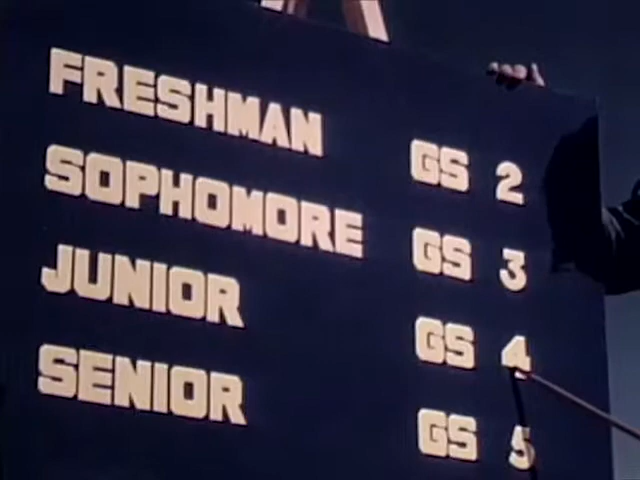 FRESHMAN GS 2
SOPHOMORE GS 3
JUNIOR GS 4
SENIOR GS 5